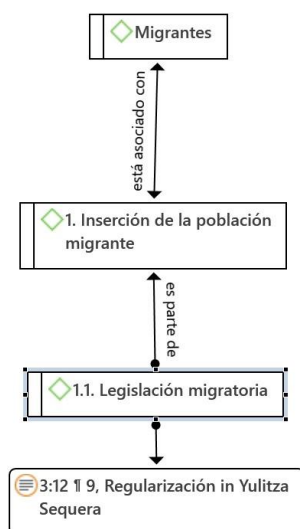 Migrantes
está asociado con
1. Inserción de la población
migrante
es parte de
1.1. Legislación migratoria
3:12 ¶ 9, Regularización in Yulitza
Sequera